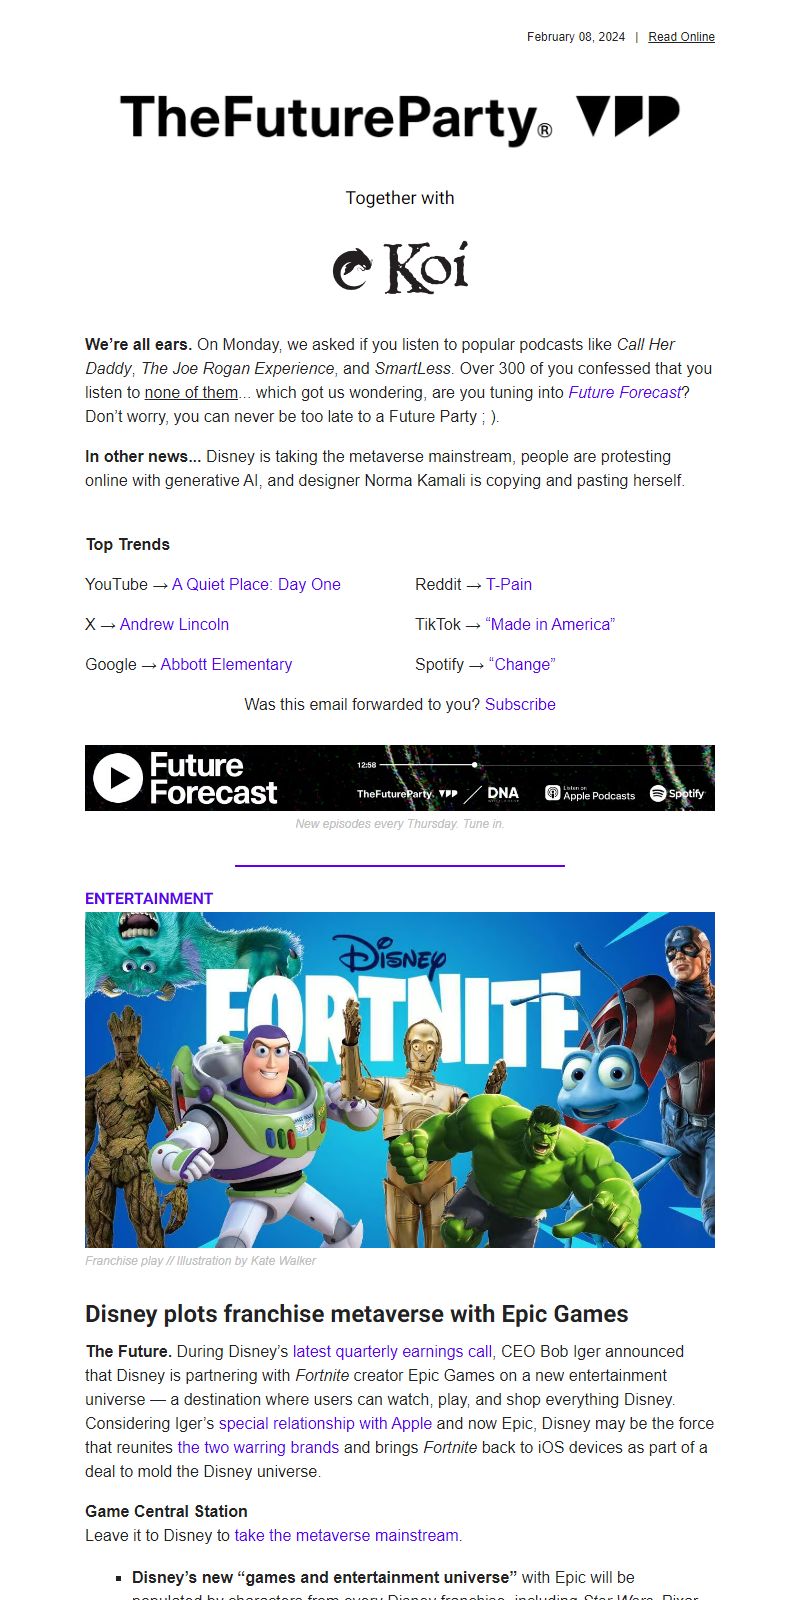 February 08, 2024 | Read Online
TheFutureParty®
Together with
Koi
We’re all ears. On Monday, we asked if you listen to popular podcasts like Call Her
Daddy, The Joe Rogan Experience, and SmartLess. Over 300 of you confessed that you
listen to none of them... which got us wondering, are you tuning into Future Forecast?
Don’t worry, you can never be too late to a Future Party ; ).
In other news... Disney is taking the metaverse mainstream, people are protesting
online with generative AI, and designer Norma Kamali is copying and pasting herself.
Top Trends
YouTube → A Quiet Place: Day One
Reddit → T-Pain
X → Andrew Lincoln
TikTok → “Made in America”
Google → Abbott Elementary
Spotify → “Change”
Was this email forwarded to you? Subscribe
Future
Forecast
12:58
TheFutureParty.
DNA
Listen on
Apple Podcasts
Spotify
New episodes every Thursday. Tune in.
ENTERTAINMENT
Disney
FORTNITE
Franchise play // Illustration by Kate Walker
Disney plots franchise metaverse with Epic Games
The Future. During Disney’s latest quarterly earnings call, CEO Bob Iger announced
that Disney is partnering with Fortnite creator Epic Games on a new entertainment
universe — a destination where users can watch, play, and shop everything Disney.
Considering Iger’s special relationship with Apple and now Epic, Disney may be the force
that reunites the two warring brands and brings Fortnite back to iOS devices as part of a
deal to mold the Disney universe.
Game Central Station
Leave it to Disney to take the metaverse mainstream.
▪ Disney’s new “games and entertainment universe” with Epic will be
populated by characters from every Disney franchise, including Star Wars, Pixar,